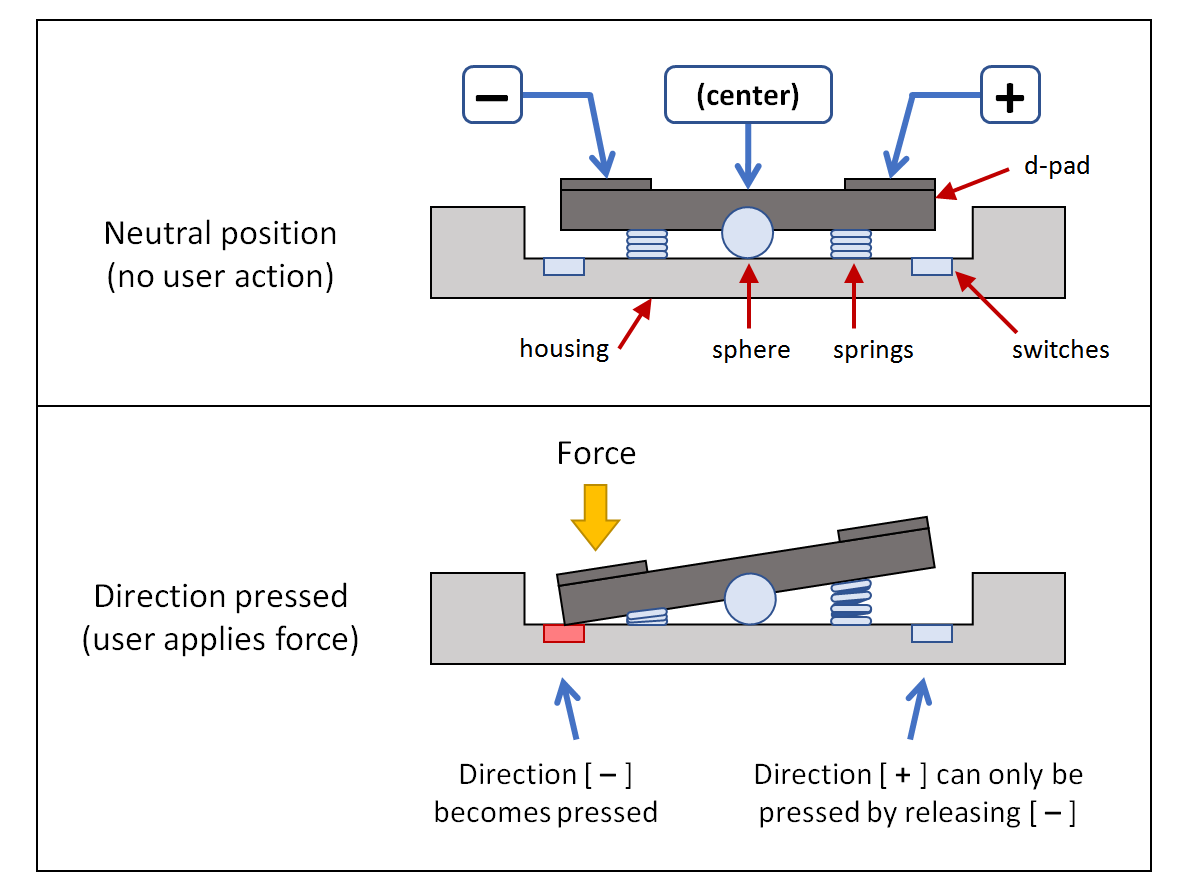 −
(center)
+
d-pad
Neutral position
(no user action)
housing
sphere
springs
switches
Force
Direction pressed
(user applies force)
Direction [ − ]
becomes pressed
Direction [ + ] can only be
pressed by releasing [ − ]